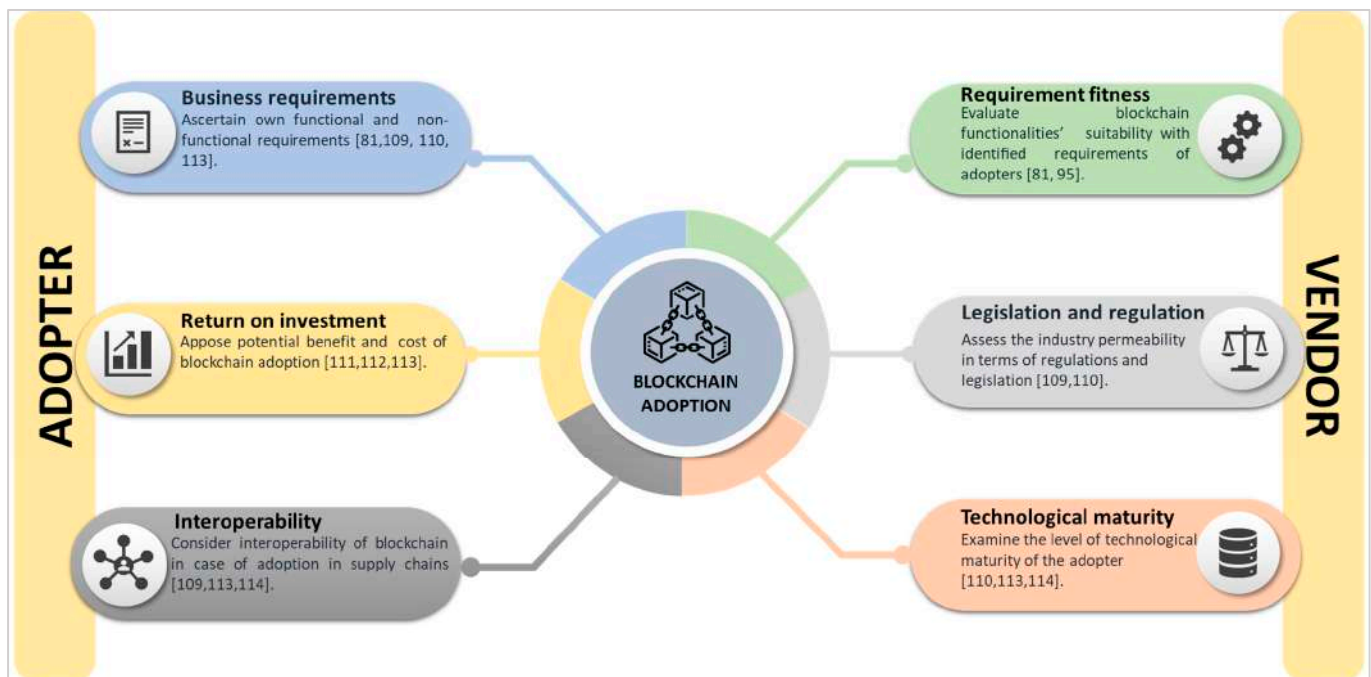 ADOPTER
Business requirements
Ascertain own functional and non-
functional requirements [81,109, 110,
113].
Return on investment
Appose potential benefit and cost of
blockchain adoption [111,112,113].
Interoperability
Consider interoperability of blockchain
in case of adoption in supply chains
[109,113,114].
BLOCKCHAIN
ADOPTION
Requirement fitness
Evaluate blockchain
functionalities’ suitability with
identified requirements of
adopters [81, 95].
Legislation and regulation
Assess the industry permeability
in terms of regulations and
legislation [109,110].
Technological maturity
Examine the level of technological
maturity of the adopter
[110,113,114].
VENDOR